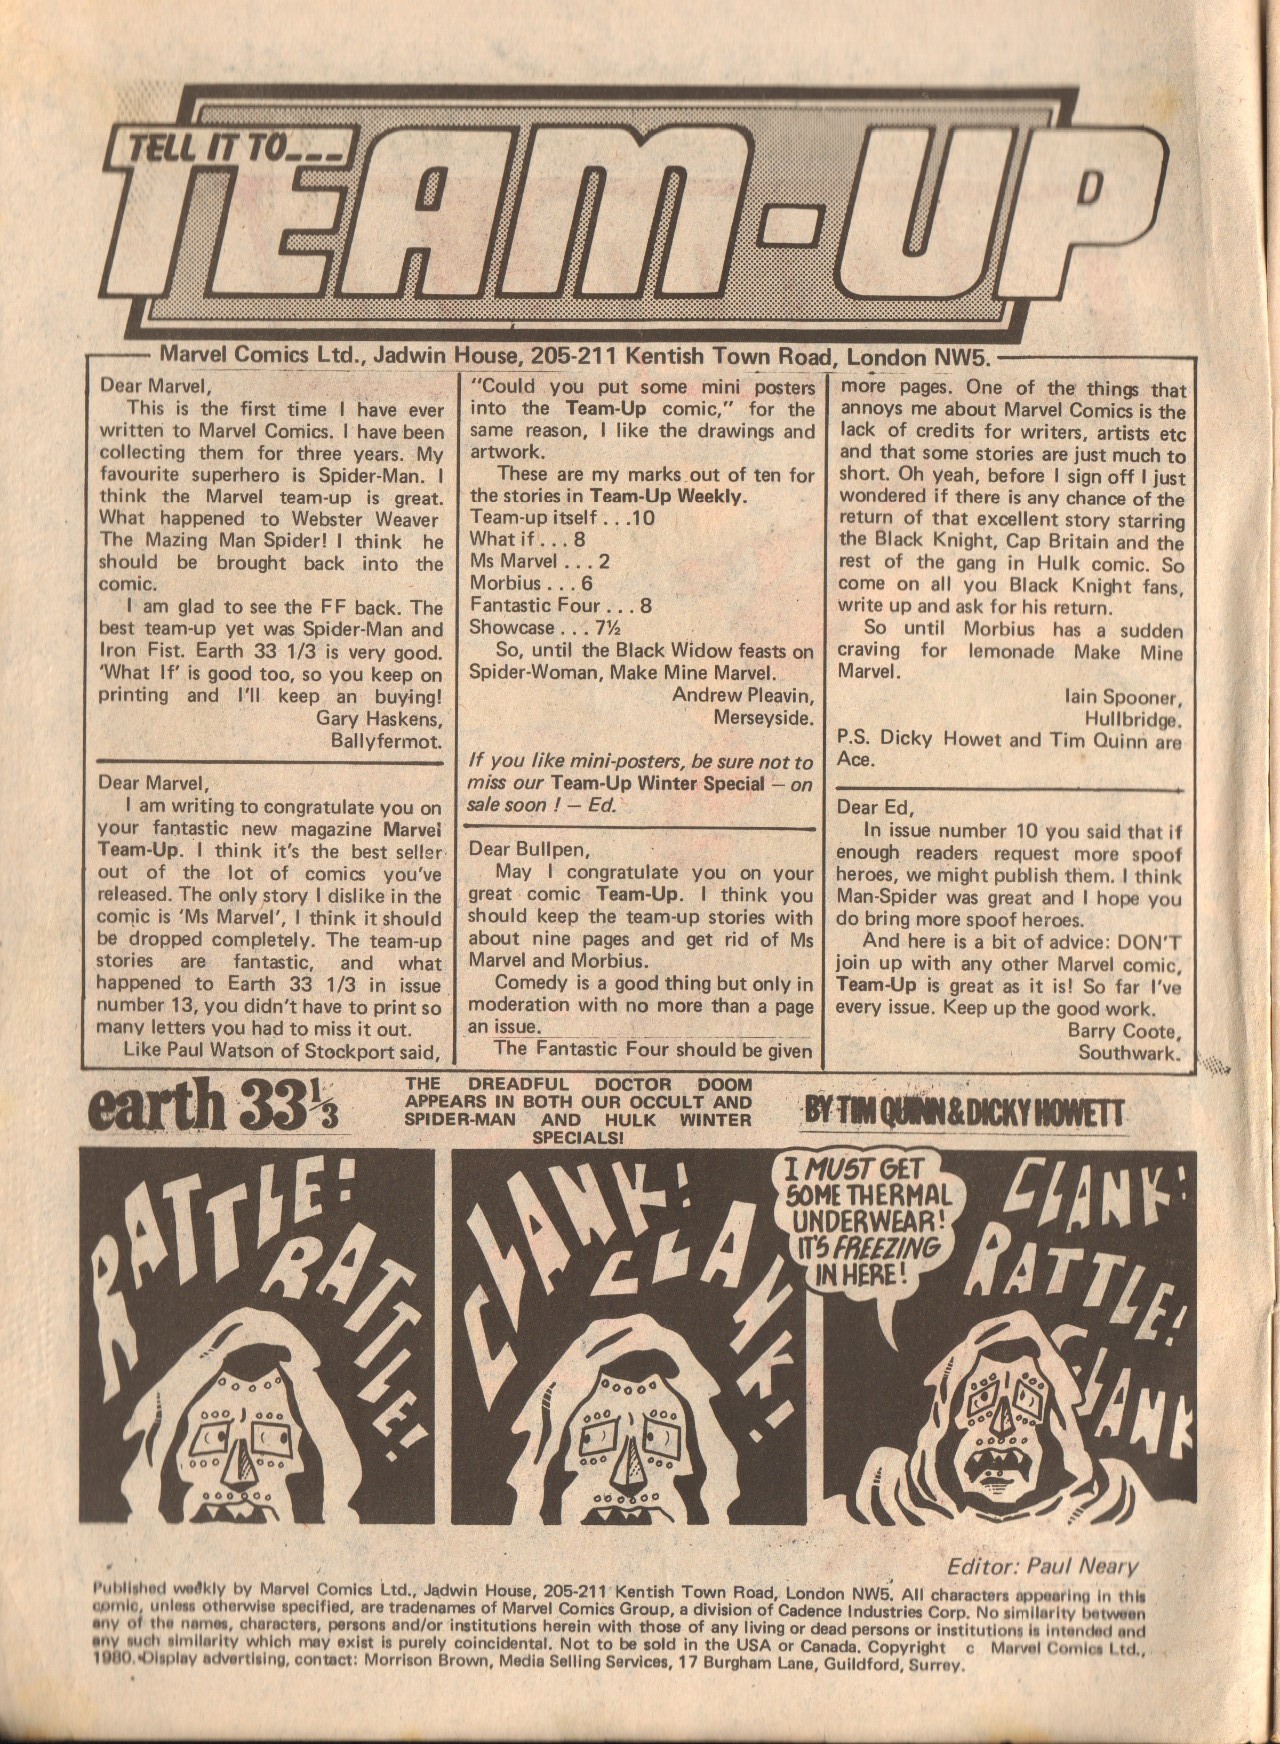 TELL IT TO___
TEAM-UP
Marvel Comics Ltd., Jadwin House, 205-211 Kentish Town Road, London NW5.
Dear Marvel,
This is the first time I have ever
written to Marvel Comics. I have been
collecting them for three years. My
favourite superhero is Spider-Man. I
think the Marvel team-up is great.
What happened to Webster Weaver
The Mazing Man Spider! I think he
should be brought back into the
comic.
I am glad to see the FF back. The
best team-up yet was Spider-Man and
Iron Fist. Earth 33 1/3 is very good.
'What If' is good too, so you keep on
printing and I'll keep an buying!
Gary Haskens,
Ballyfermot.
Dear Marvel,
I am writing to congratulate you on
your fantastic new magazine Marvel
Team-Up. I think it's the best seller
out of the lot of comics you've
released. The only story I dislike in the
comic is 'Ms Marvel', I think it should
be dropped completely. The team-up
stories are fantastic, and what
happened to Earth 33 1/3 in issue
number 13, you didn't have to print so
many letters you had to miss it out.
Like Paul Watson of Stockport said,
"Could you put some mini posters
into the Team-Up comic," for the
same reason, I like the drawings and
artwork.
These are my marks out of ten for
the stories in Team-Up Weekly.
Team-up itself . . .10
What if . . . 8
Ms Marvel . . . 2
Morbius . . . 6
Fantastic Four . . . 8
Showcase . . . 7½
So, until the Black Widow feasts on
Spider-Woman, Make Mine Marvel.
Andrew Pleavin,
Merseyside.
If you like mini-posters, be sure not to
miss our Team-Up Winter Special — on
sale soon ! — Ed.
Dear Bullpen,
May I congratulate you on your
great comic Team-Up. I think you
should keep the team-up stories with
about nine pages and get rid of Ms
Marvel and Morbius.
Comedy is a good thing but only in
moderation with no more than a page
an issue.
The Fantastic Four should be given
more pages. One of the things that
annoys me about Marvel Comics is the
lack of credits for writers, artists etc
and that some stories are just much to
short. Oh yeah, before I sign off I just
wondered if there is any chance of the
return of that excellent story starring
the Black Knight, Cap Britain and the
rest of the gang in Hulk comic. So
come on all you Black Knight fans,
write up and ask for his return.
So until Morbius has a sudden
craving for lemonade Make Mine
Marvel.
Iain Spooner,
Hullbridge.
P.S. Dicky Howet and Tim Quinn are
Ace.
Dear Ed,
In issue number 10 you said that if
enough readers request more spoof
heroes, we might publish them. I think
Man-Spider was great and I hope you
do bring more spoof heroes.
And here is a bit of advice: DON'T
join up with any other Marvel comic,
Team-Up is great as it is! So far I've
every issue. Keep up the good work.
Barry Coote,
Southwark.
earth 33⅓
THE DREADFUL DOCTOR DOOM
APPEARS IN BOTH OUR OCCULT AND
SPIDER-MAN AND HULK WINTER
SPECIALS!
BY TIM QUINN & DICKY HOWETT
RATTLE!
RATTLE!
CLANK!
CLANK!
I MUST GET
SOME THERMAL
UNDERWEAR!
IT'S FREEZING
IN HERE!
CLANK!
RATTLE!
CLANK
Editor: Paul Neary
Published weekly by Marvel Comics Ltd., Jadwin House, 205-211 Kentish Town Road, London NW5. All characters appearing in this
comic, unless otherwise specified, are tradenames of Marvel Comics Group, a division of Cadence Industries Corp. No similarity between
any of the names, characters, persons and/or institutions herein with those of any living or dead persons or institutions is intended and
any such similarity which may exist is purely coincidental. Not to be sold in the USA or Canada. Copyright c Marvel Comics Ltd.,
1980. Display advertising, contact: Morrison Brown, Media Selling Services, 17 Burgham Lane, Guildford, Surrey.